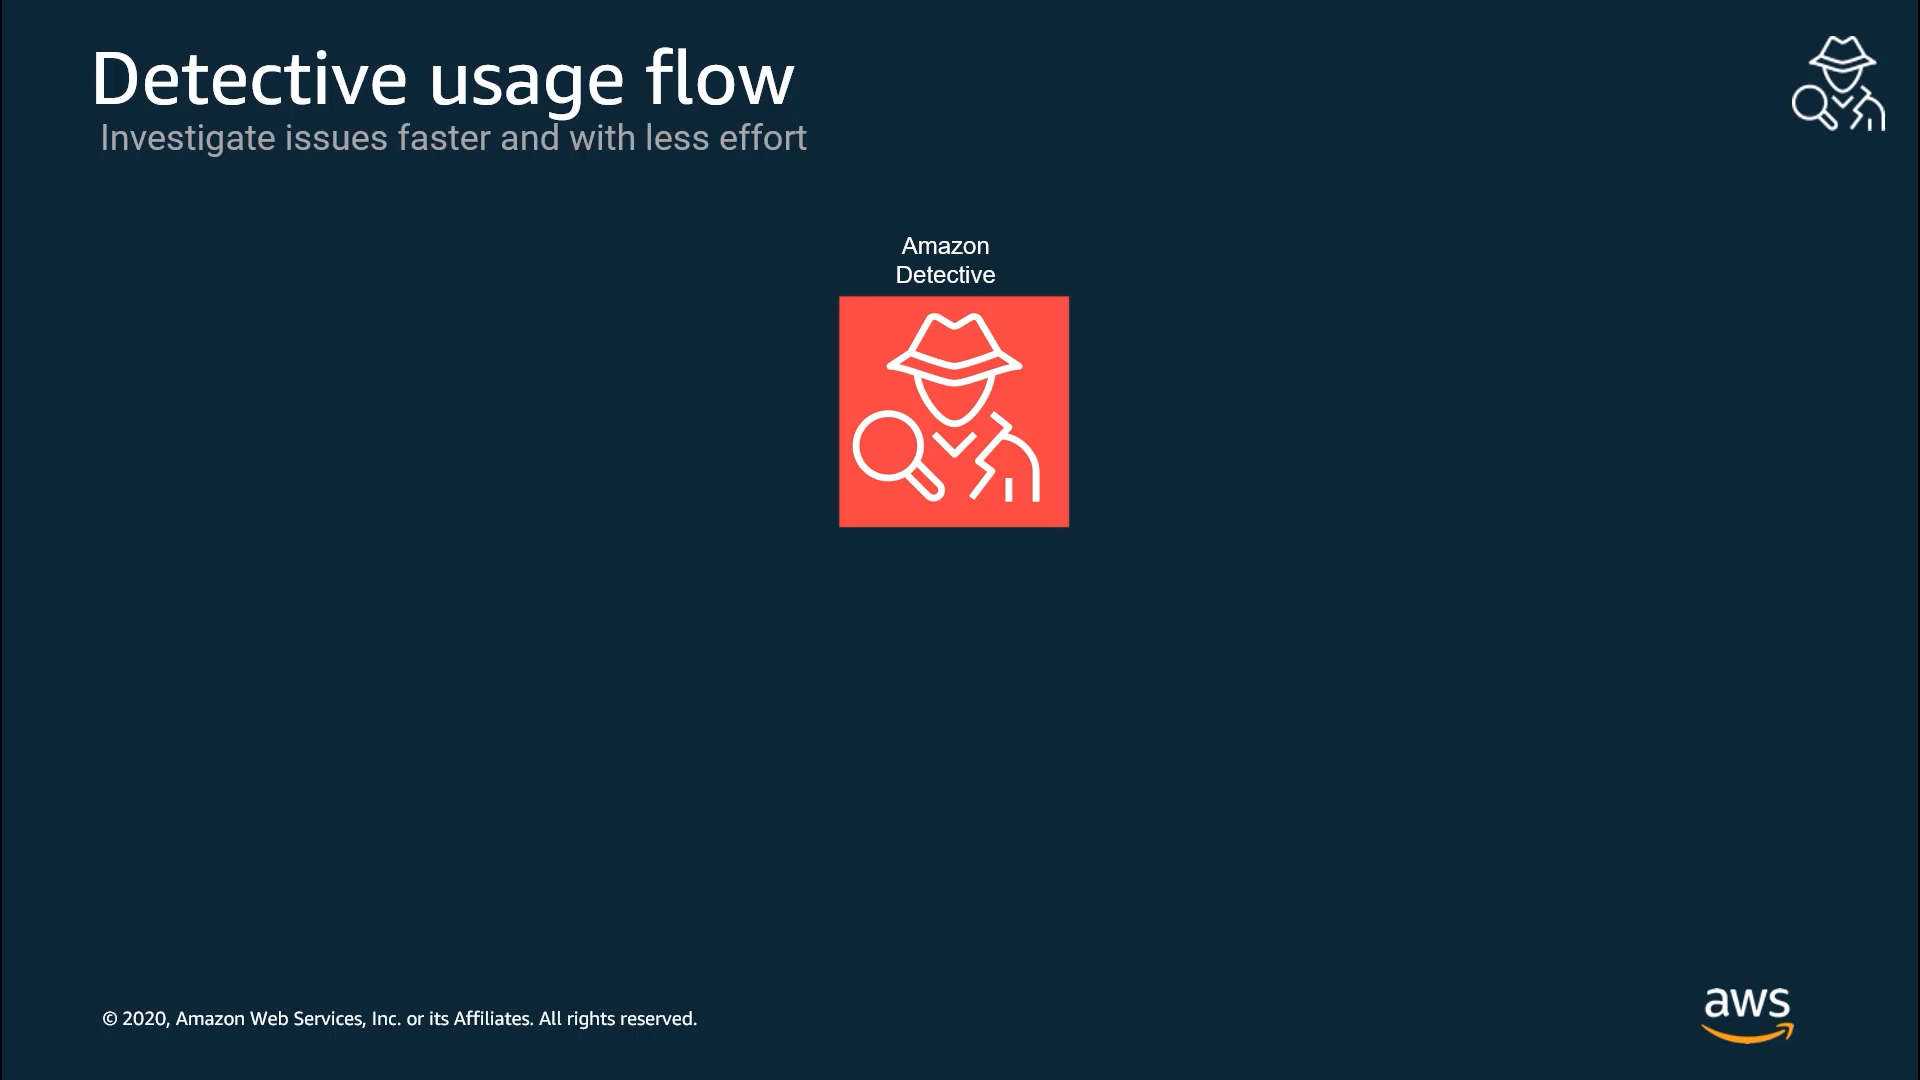 Detective usage flow
Investigate issues faster and with less effort
Amazon
Detective
© 2020, Amazon Web Services, Inc. or its Affiliates. All rights reserved.
aws